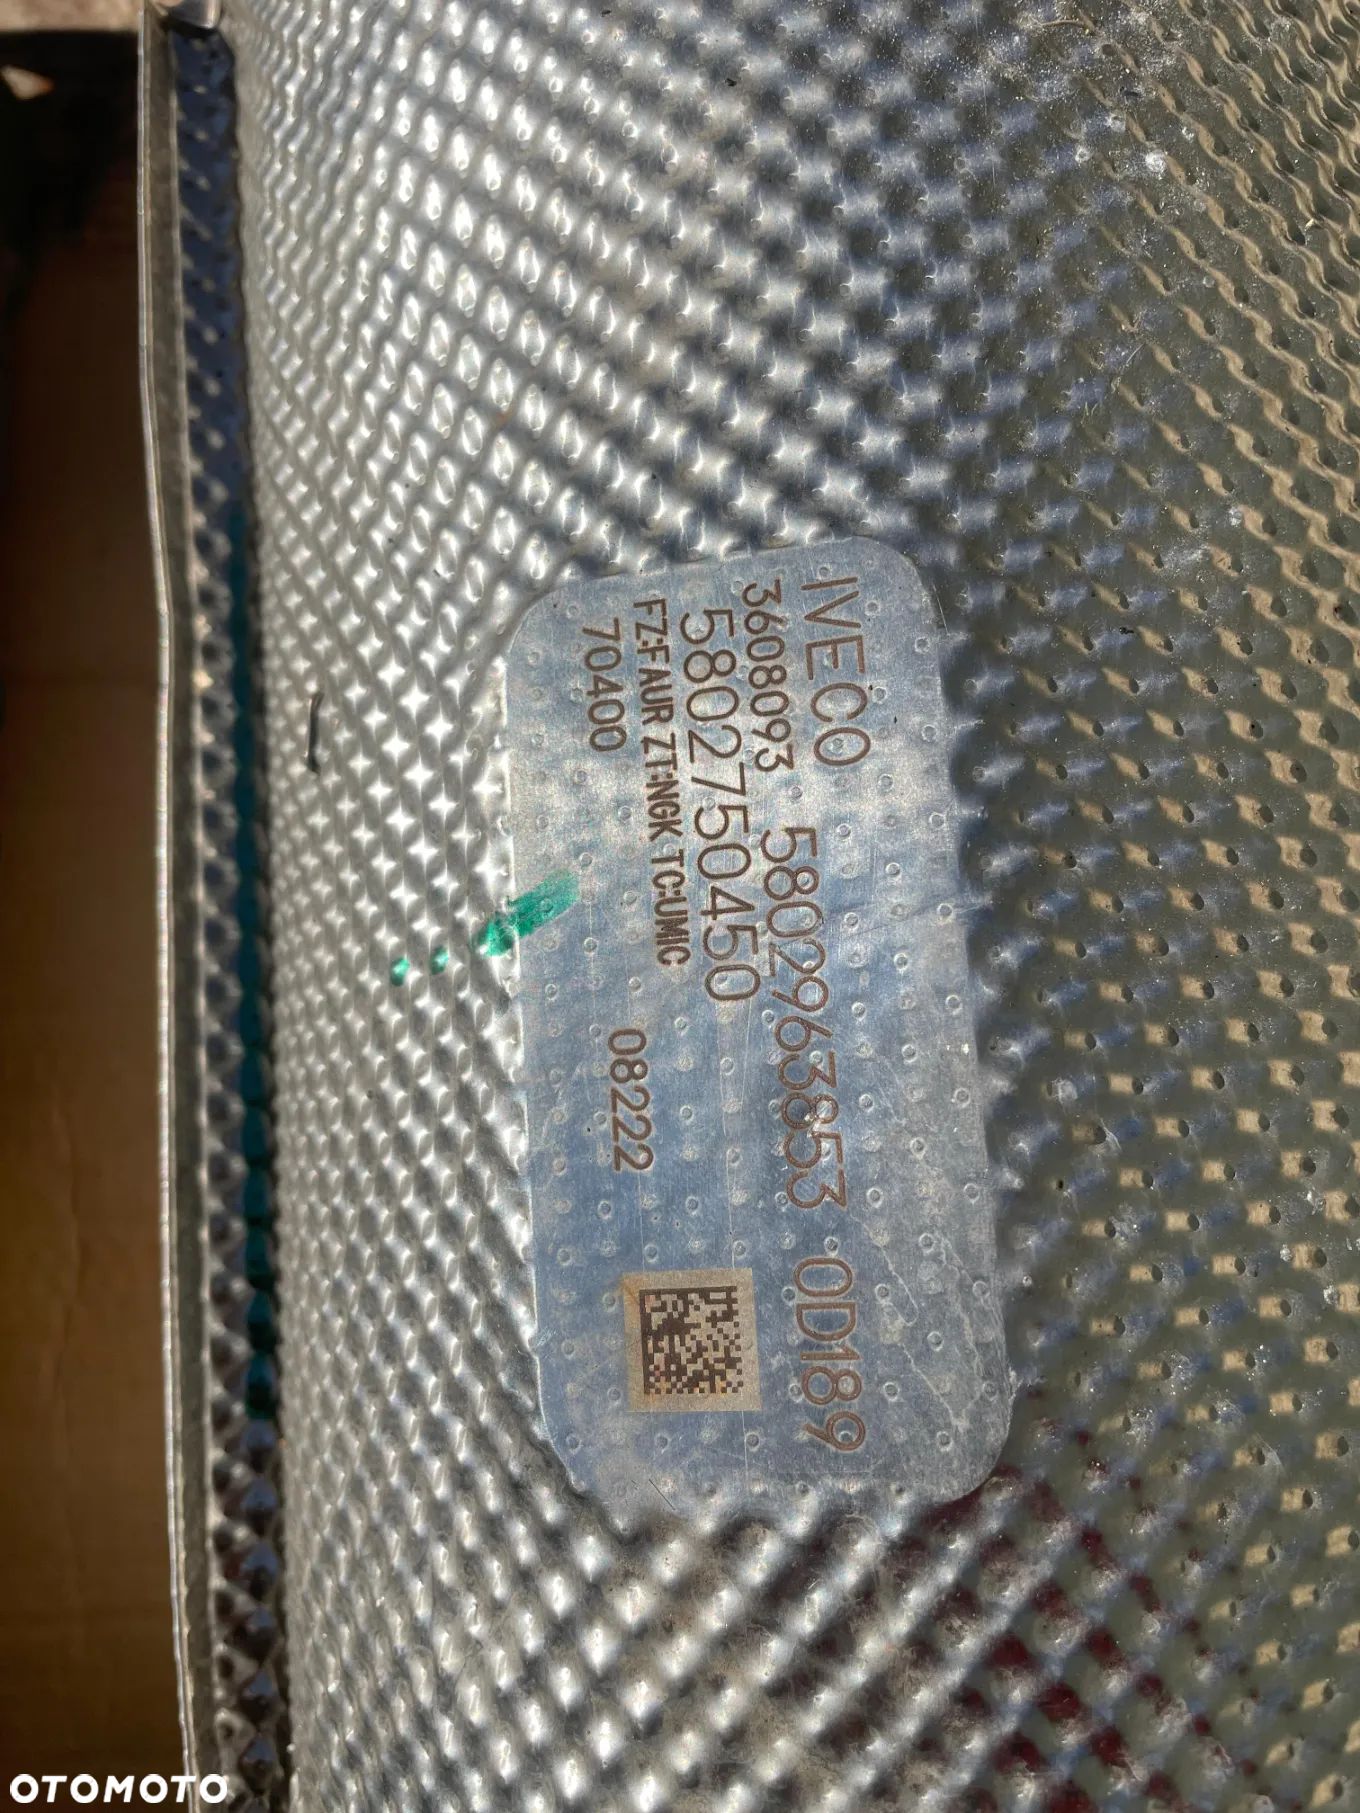 IVECO
3608093 5802963853 0D189
5802750450
FZ:FAUR ZT:NGK TC:UMIC
70400 08222
OTOMOTO